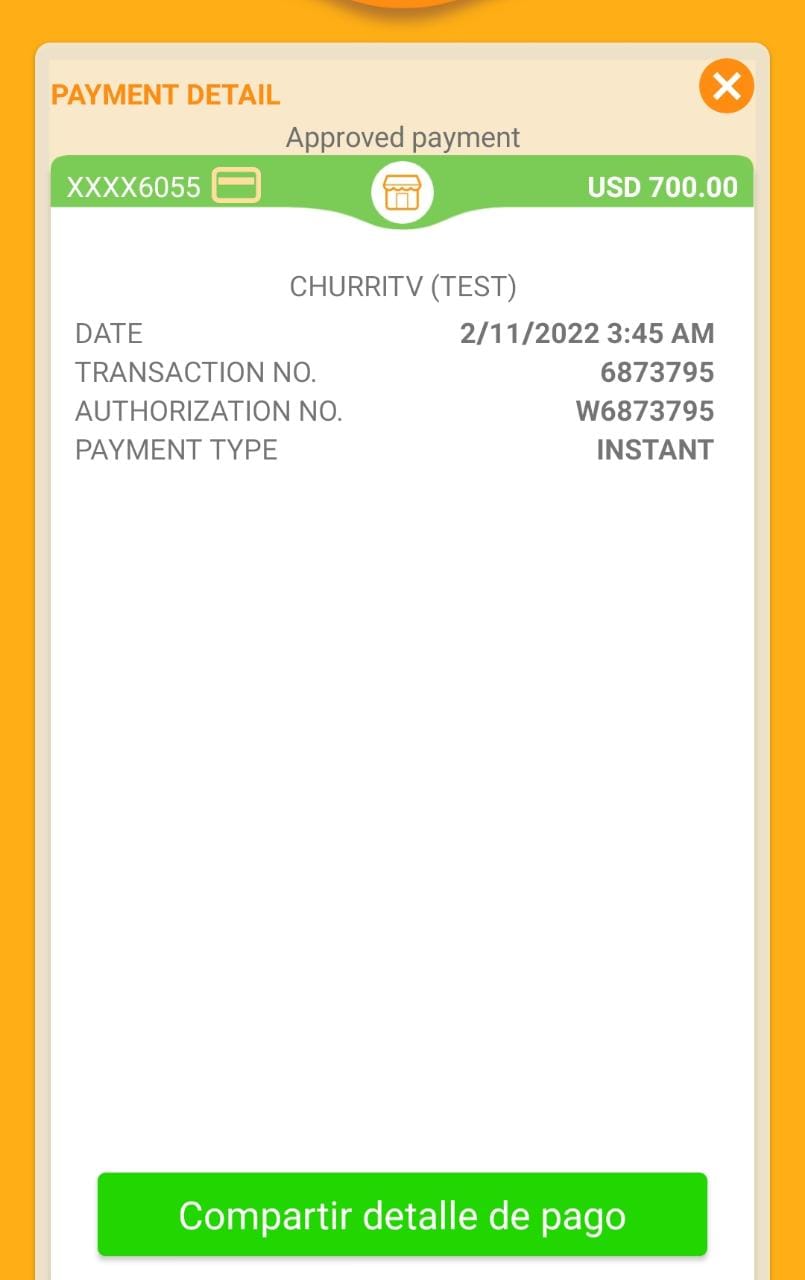 PAYMENT DETAIL
Approved payment
XXXX6055 USD 700.00
CHURRITV (TEST)
DATE 2/11/2022 3:45 AM
TRANSACTION NO. 6873795
AUTHORIZATION NO. W6873795
PAYMENT TYPE INSTANT
Compartir detalle de pago